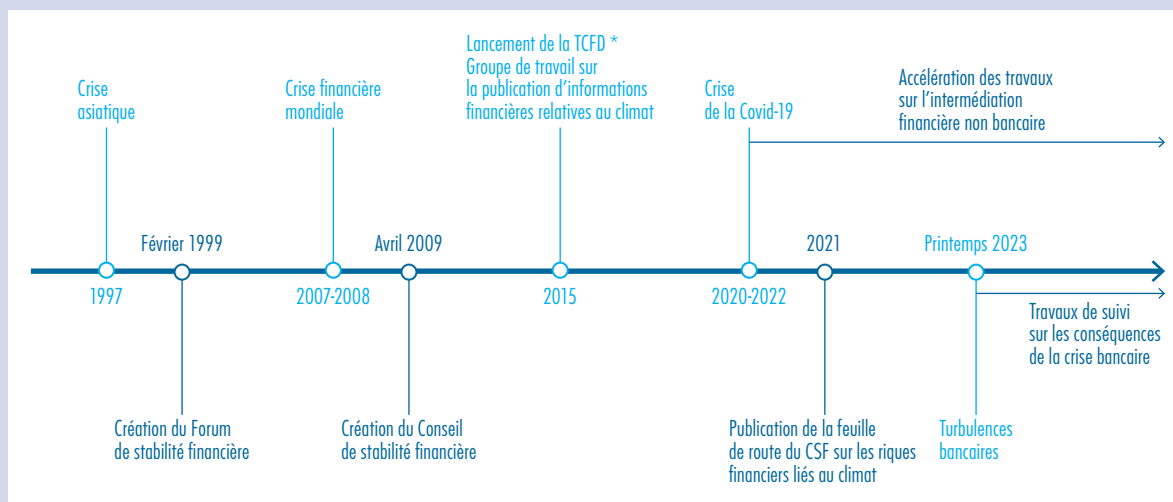 Crise
asiatique
Crise financière
mondiale
Lancement de la TCFD *
Groupe de travail sur
la publication d'informations
financières relatives au climat
Crise
de la Covid-19
Accélération des travaux
sur l'intermédiation
financière non bancaire
Février 1999
Avril 2009
2021
Printemps 2023
1997
2007-2008
2015
2020-2022
Travaux de suivi
sur les conséquences
de la crise bancaire
Création du Forum
de stabilité financière
Création du Conseil
de stabilité financière
Publication de la feuille
de route du CSF sur les riques
financiers liés au climat
Turbulences
bancaires